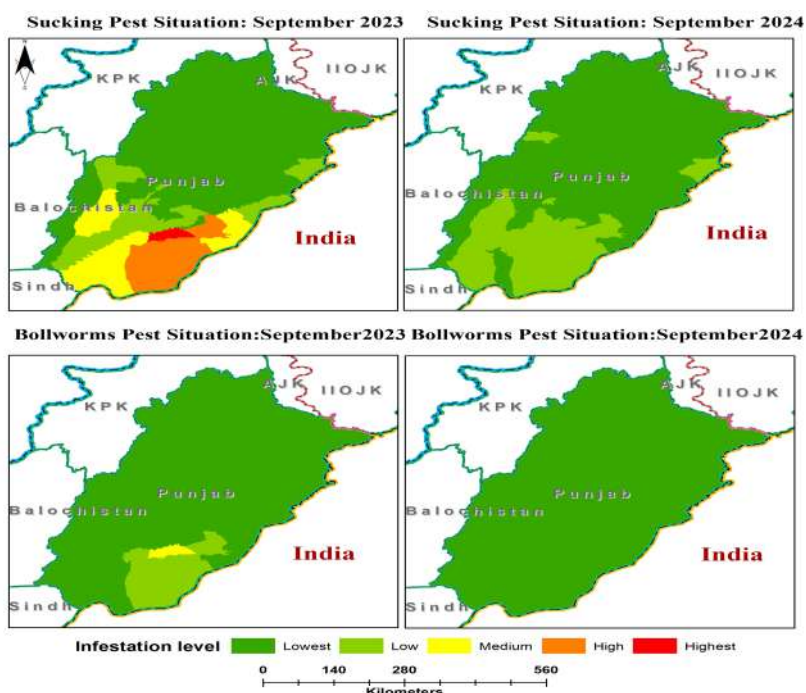 Sucking Pest Situation: September 2023
Sucking Pest Situation: September 2024
N
KPK
AJK
IIOJK
Punjab
Balochistan
India
Sindh
KPK
AJK
IIOJK
Punjab
Balochistan
India
Sindh
Bollworms Pest Situation:September2023
Bollworms Pest Situation:September2024
KPK
AJK
IIOJK
Punjab
Balochistan
India
Sindh
KPK
AJK
IIOJK
Punjab
Balochistan
India
Sindh
Infestation level Lowest Low Medium High Highest
0 140 280 420 560
Kilometers